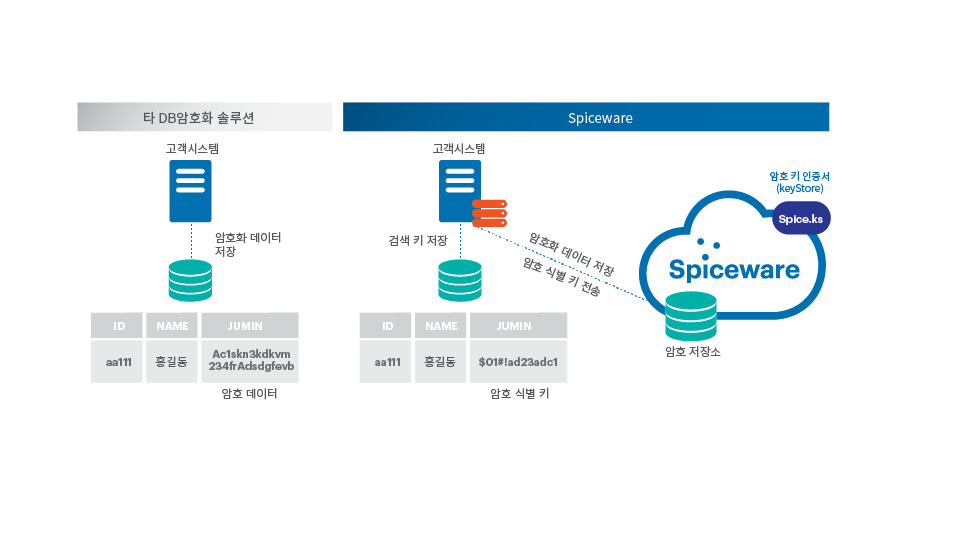 타 DB암호화 솔루션
고객시스템
암호화 데이터
저장
ID NAME JUMIN
aa111 홍길동 Ac1skn3kdkvm
234frAdsdgfevb
암호 데이터
Spiceware
고객시스템
검색 키 저장
암호화 데이터 저장
암호 식별 키 전송
ID NAME JUMIN
aa111 홍길동 $01#!ad23adc1
암호 식별 키
암호 키 인증서
(keyStore)
Spice.ks
Spiceware
암호 저장소